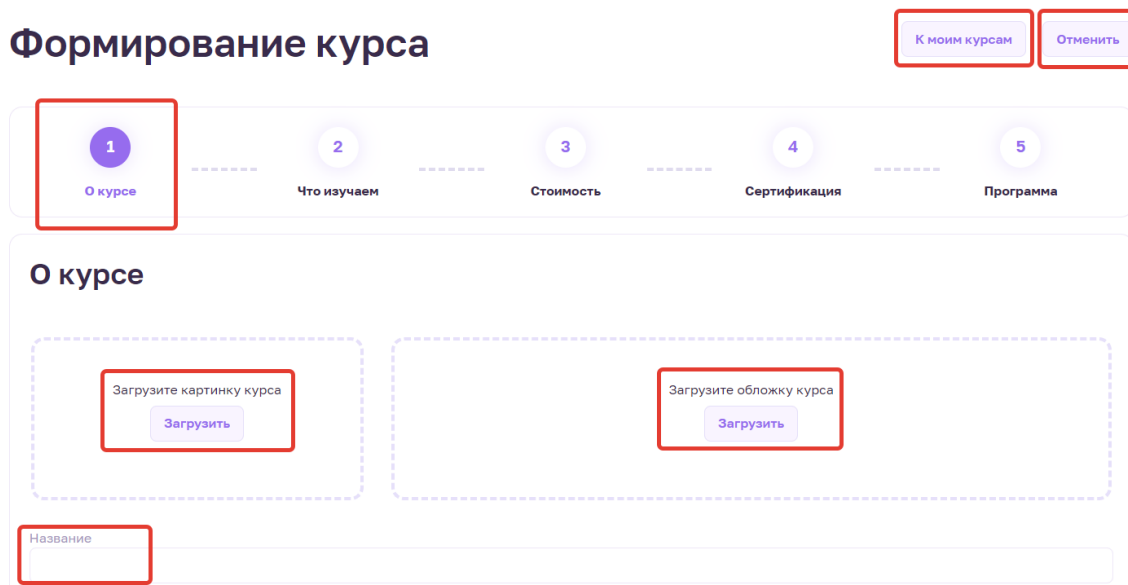 Формирование курса
К моим курсам
Отменить
1
2
3
4
5
О курсе
Что изучаем
Стоимость
Сертификация
Программа
О курсе
Загрузите картинку курса
Загрузить
Загрузите обложку курса
Загрузить
Название